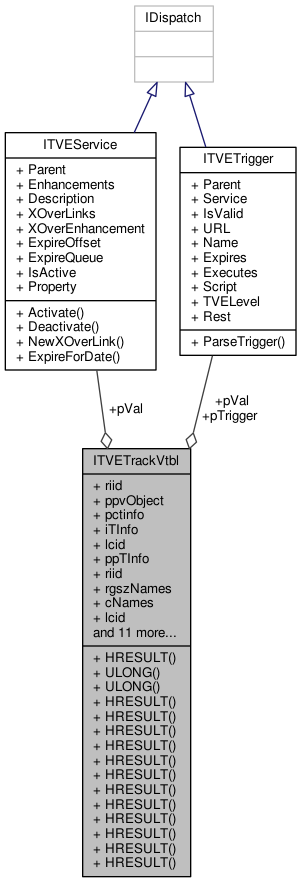 IDispatch
ITVEService
+ Parent
+ Enhancements
+ Description
+ XOverLinks
+ XOverEnhancement
+ ExpireOffset
+ ExpireQueue
+ IsActive
+ Property
+ Activate()
+ Deactivate()
+ NewXOverLink()
+ ExpireForDate()
ITVETrigger
+ Parent
+ Service
+ IsValid
+ URL
+ Name
+ Expires
+ Executes
+ Script
+ TVELevel
+ Rest
+ ParseTrigger()
+pVal
+pVal
+pTrigger
ITVETrackVtbl
+ riid
+ ppvObject
+ pctinfo
+ iTInfo
+ lcid
+ ppTInfo
+ riid
+ rgszNames
+ cNames
+ lcid
and 11 more...
+ HRESULT()
+ ULONG()
+ ULONG()
+ HRESULT()
+ HRESULT()
+ HRESULT()
+ HRESULT()
+ HRESULT()
+ HRESULT()
+ HRESULT()
+ HRESULT()
+ HRESULT()
+ HRESULT()
+ HRESULT()
+ HRESULT()